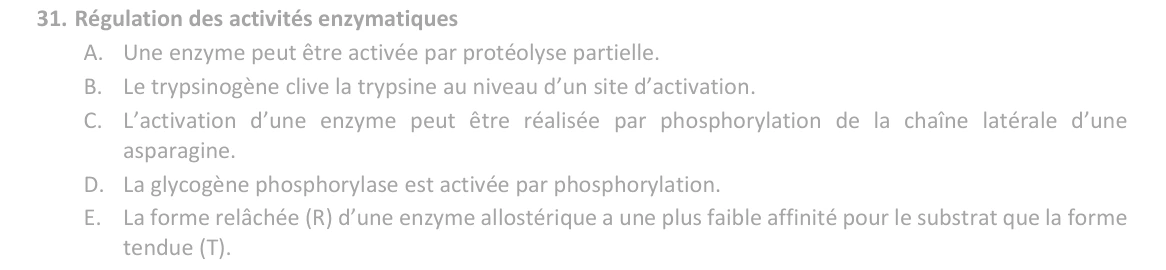 31. Régulation des activités enzymatiques
A. Une enzyme peut être activée par protéolyse partielle.
B. Le trypsinogène clive la trypsine au niveau d’un site d’activation.
C. L’activation d’une enzyme peut être réalisée par phosphorylation de la chaîne latérale d’une
asparagine.
D. La glycogène phosphorylase est activée par phosphorylation.
E. La forme relâchée (R) d’une enzyme allostérique a une plus faible affinité pour le substrat que la forme
tendue (T).